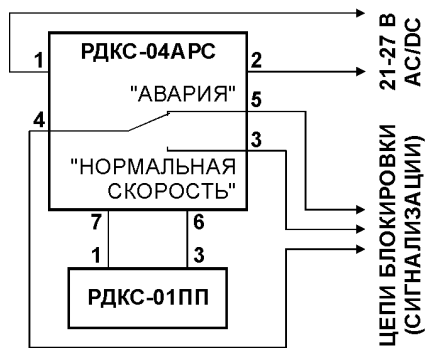 РДКС-04АРС
1
2
"АВАРИЯ"
5
4
3
"НОРМАЛЬНАЯ
СКОРОСТЬ"
7
6
1
3
РДКС-01ПП
21-27 В
AC/DC
ЦЕПИ БЛОКИРОВКИ
(СИГНАЛИЗАЦИИ)